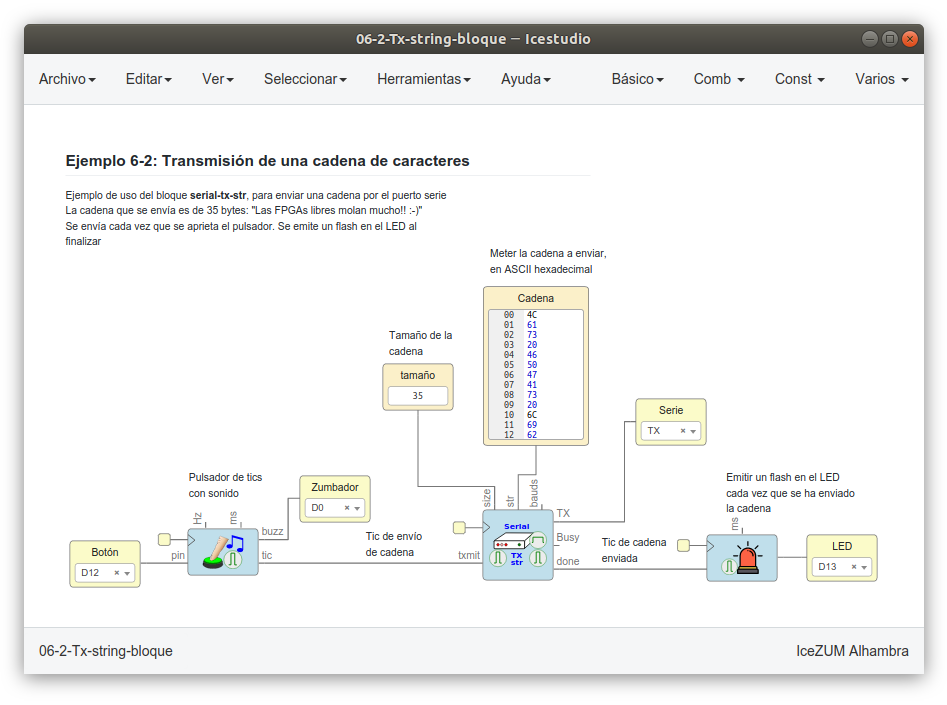 06-2-Tx-string-bloque — Icestudio
Archivo Editar Ver Seleccionar Herramientas Ayuda Básico Comb Const Varios
Ejemplo 6-2: Transmisión de una cadena de caracteres
Ejemplo de uso del bloque serial-tx-str, para enviar una cadena por el puerto serie
La cadena que se envía es de 35 bytes: "Las FPGAs libres molan mucho!! :-)"
Se envía cada vez que se aprieta el pulsador. Se emite un flash en el LED al
finalizar
Meter la cadena a enviar,
en ASCII hexadecimal
Cadena
00 4C
01 61
02 73
03 20
04 46
05 50
06 47
07 41
08 73
09 20
10 6C
11 69
12 62
Tamaño de la
cadena
tamaño
35
Serie
TX
Pulsador de tics
con sonido
Zumbador
D0
Emitir un flash en el LED
cada vez que se ha enviado
la cadena
Botón
D12
Hz
ms
pin
buzz
tic
Tic de envío
de cadena
size
str
bauds
txmit
Serial
TX
str
TX
Busy
done
Tic de cadena
enviada
ms
LED
D13
06-2-Tx-string-bloque
IceZUM Alhambra